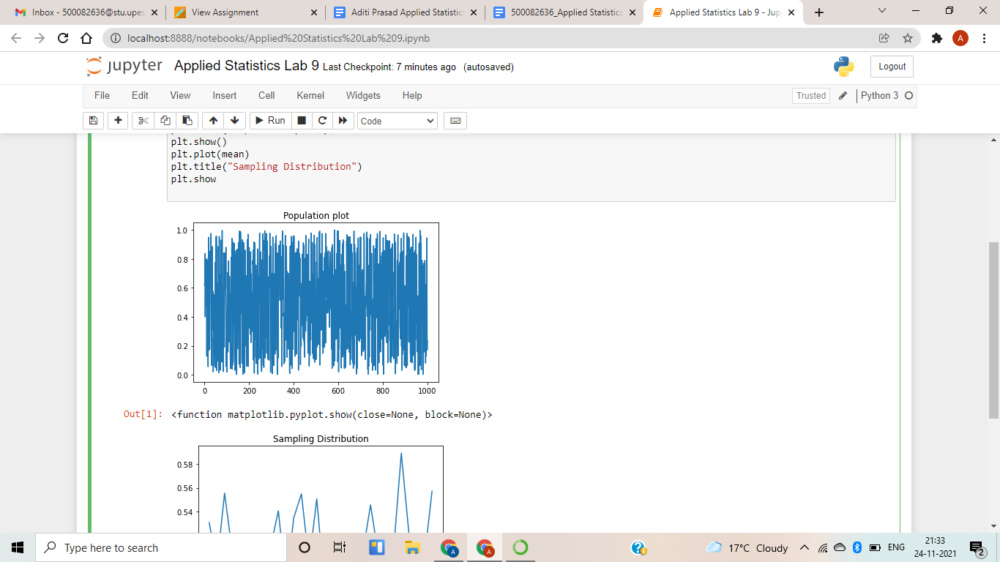 Inbox - 500082636@stu.upes
View Assignment
Aditi Prasad Applied Statistics
500082636_Applied Statistics
Applied Statistics Lab 9 - Jup
localhost:8888/notebooks/Applied%20Statistics%20Lab%209.ipynb
A
jupyter Applied Statistics Lab 9 Last Checkpoint: 7 minutes ago (autosaved)
Logout
File Edit View Insert Cell Kernel Widgets Help
Trusted
Python 3
Run
Code
plt.show()
plt.plot(mean)
plt.title("Sampling Distribution")
plt.show
Population plot
1.0
0.8
0.6
0.4
0.2
0.0
0 200 400 600 800 1000
Out[1]: <function matplotlib.pyplot.show(close=None, block=None)>
Sampling Distribution
0.58
0.56
0.54
Type here to search
A
A
17°C Cloudy
ENG
21:33
24-11-2021
2